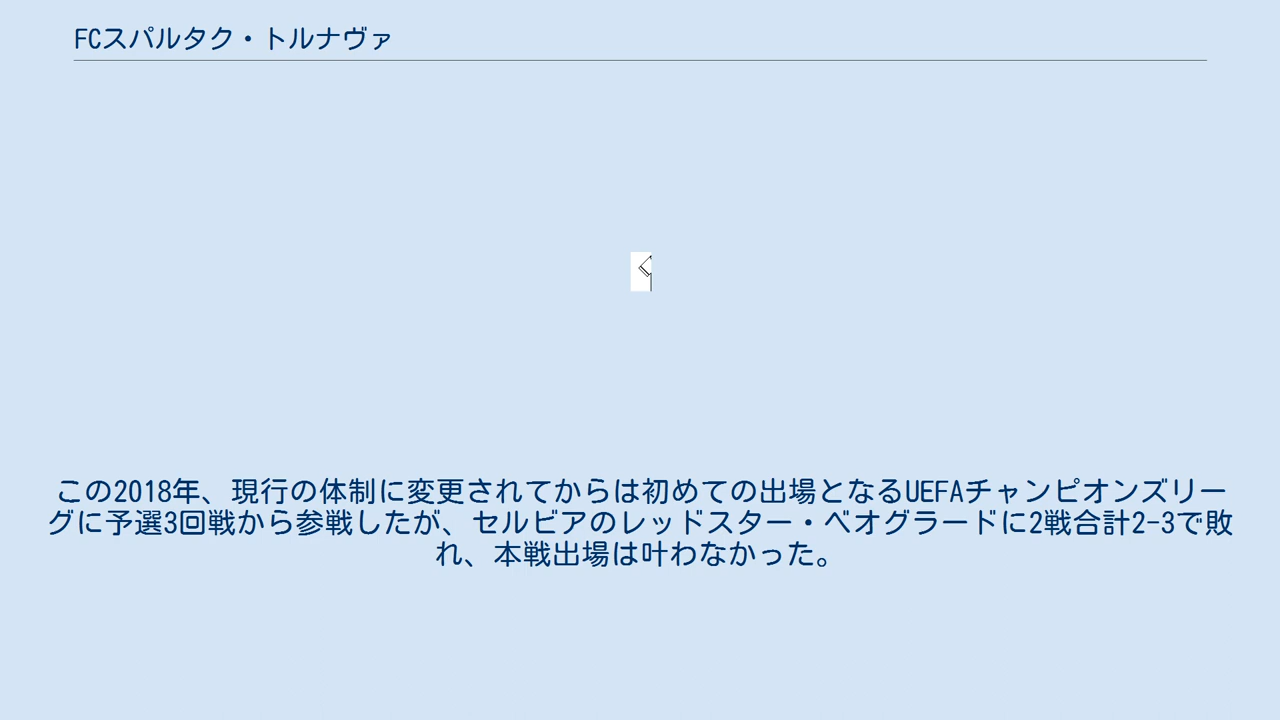 FCスパルタク・トルナヴァ
この2018年、現行の体制に変更されてからは初めての出場となるUEFAチャンピオンズリー
グに予選3回戦から参戦したが、セルビアのレッドスター・ベオグラードに2戦合計2-3で敗
れ、本戦出場は叶わなかった。